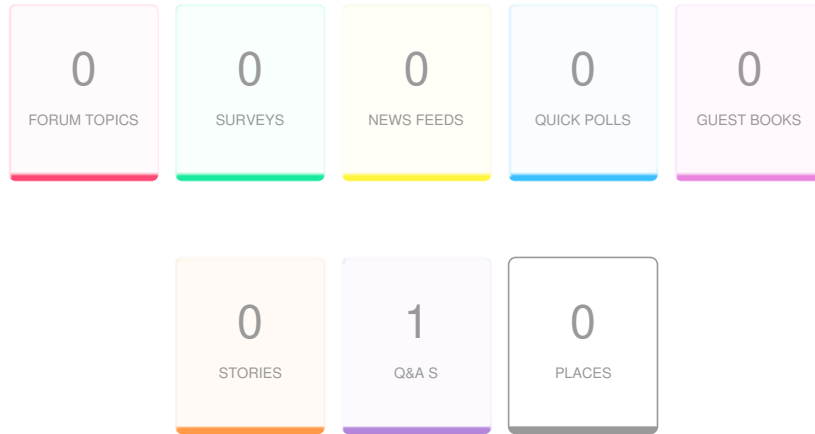 0 0 0 0 0
FORUM TOPICS SURVEYS NEWS FEEDS QUICK POLLS GUEST BOOKS
0 1 0
STORIES Q&A S PLACES